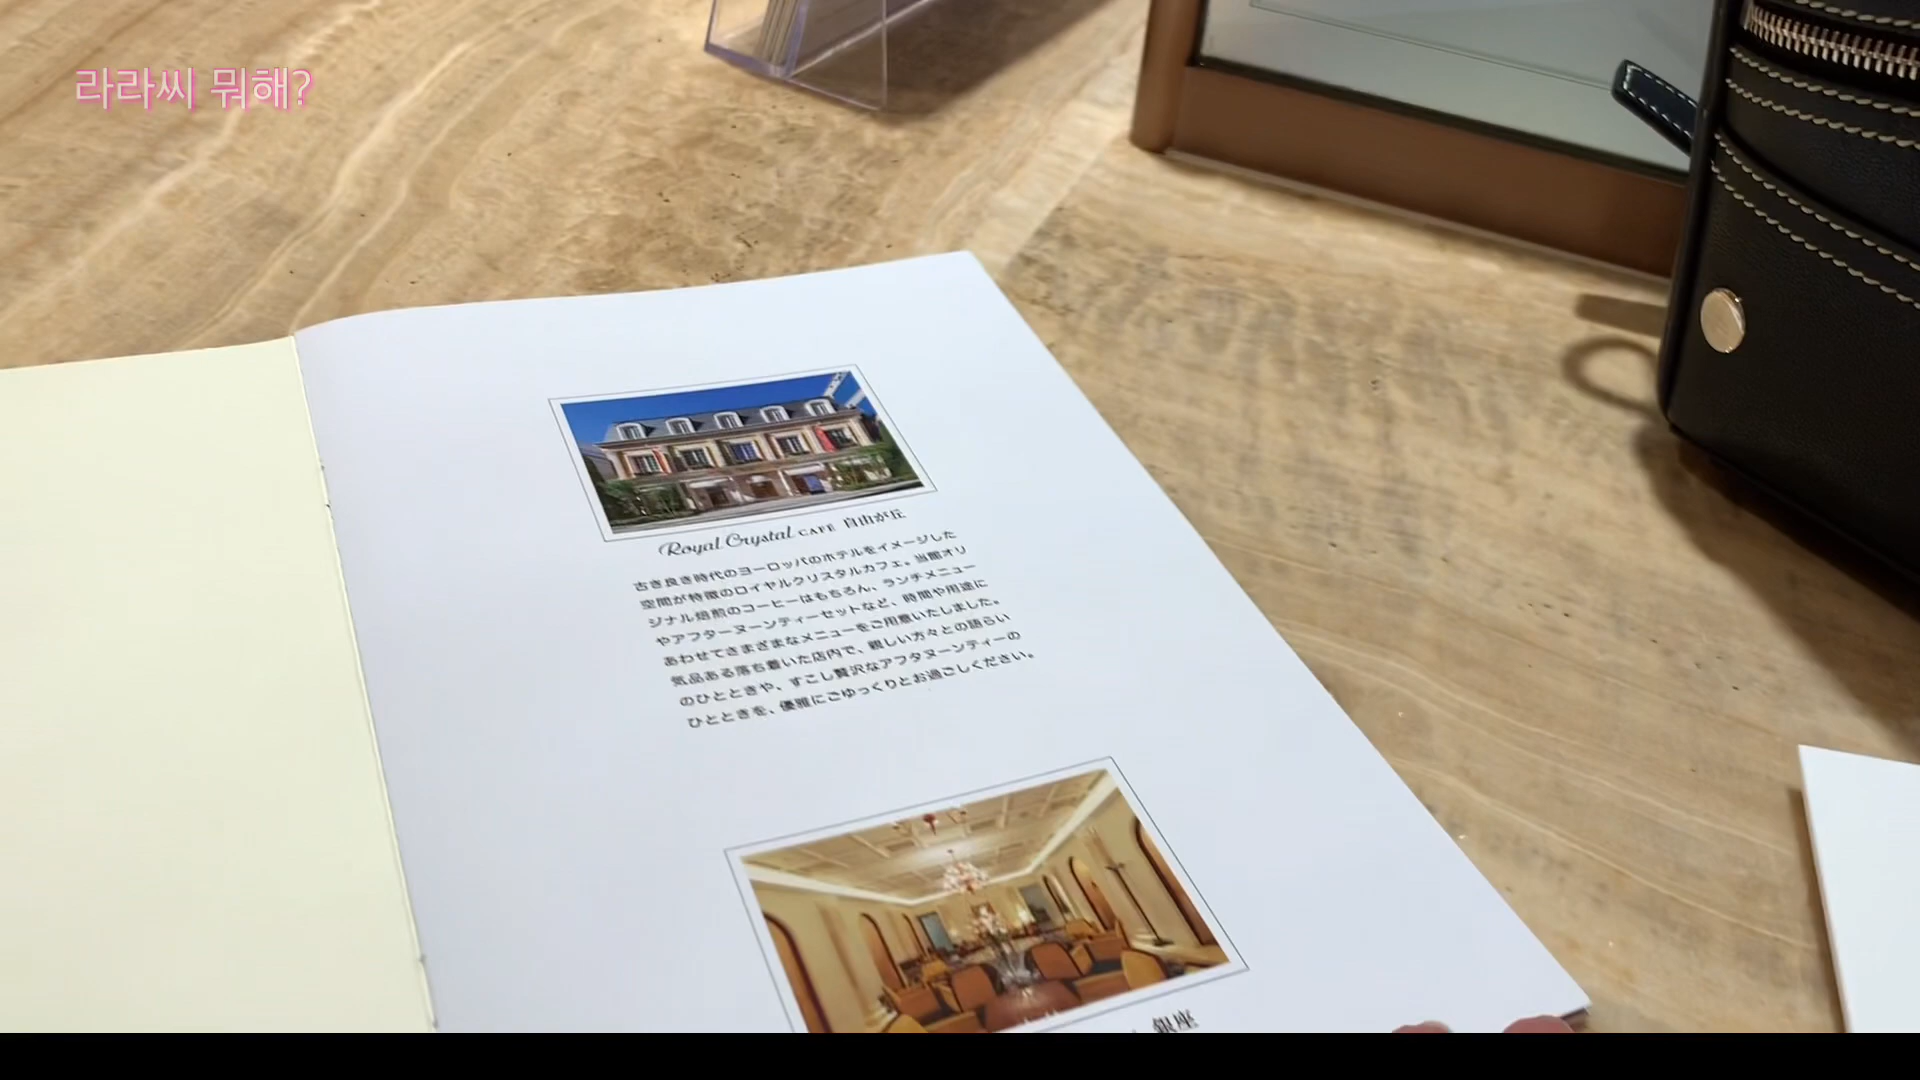 라라씨 뭐해?
Royal Crystal CAFE 自由が丘
古き良き時代のヨーロッパのホテルをイメージした
空間が特徴のロイヤルクリスタルカフェ。当館オリ
ジナル焙煎のコーヒーはもちろん、ランチメニュー
やアフターヌーンティーセットなど、時間や用途に
あわせてさまざまなメニューをご用意いたしました。
気品ある落ち着いた店内で、親しい方々との語らい
のひとときや、すこし贅沢なアフタヌーンティーの
ひとときを、優雅にごゆっくりとお過ごしください。
銀座